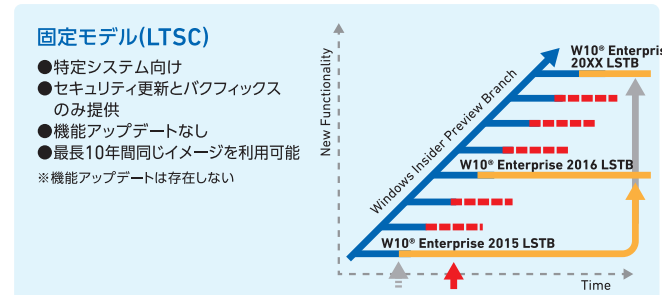 固定モデル(LTSC)
●特定システム向け
●セキュリティ更新とバクフィックス
のみ提供
●機能アップデートなし
●最長10年間同じイメージを利用可能
※機能アップデートは存在しない
New Functionality
Windows Insider Preview Branch
W10® Enterpris
20XX LSTB
W10® Enterprise 2016 LSTB
W10® Enterprise 2015 LSTB
Time